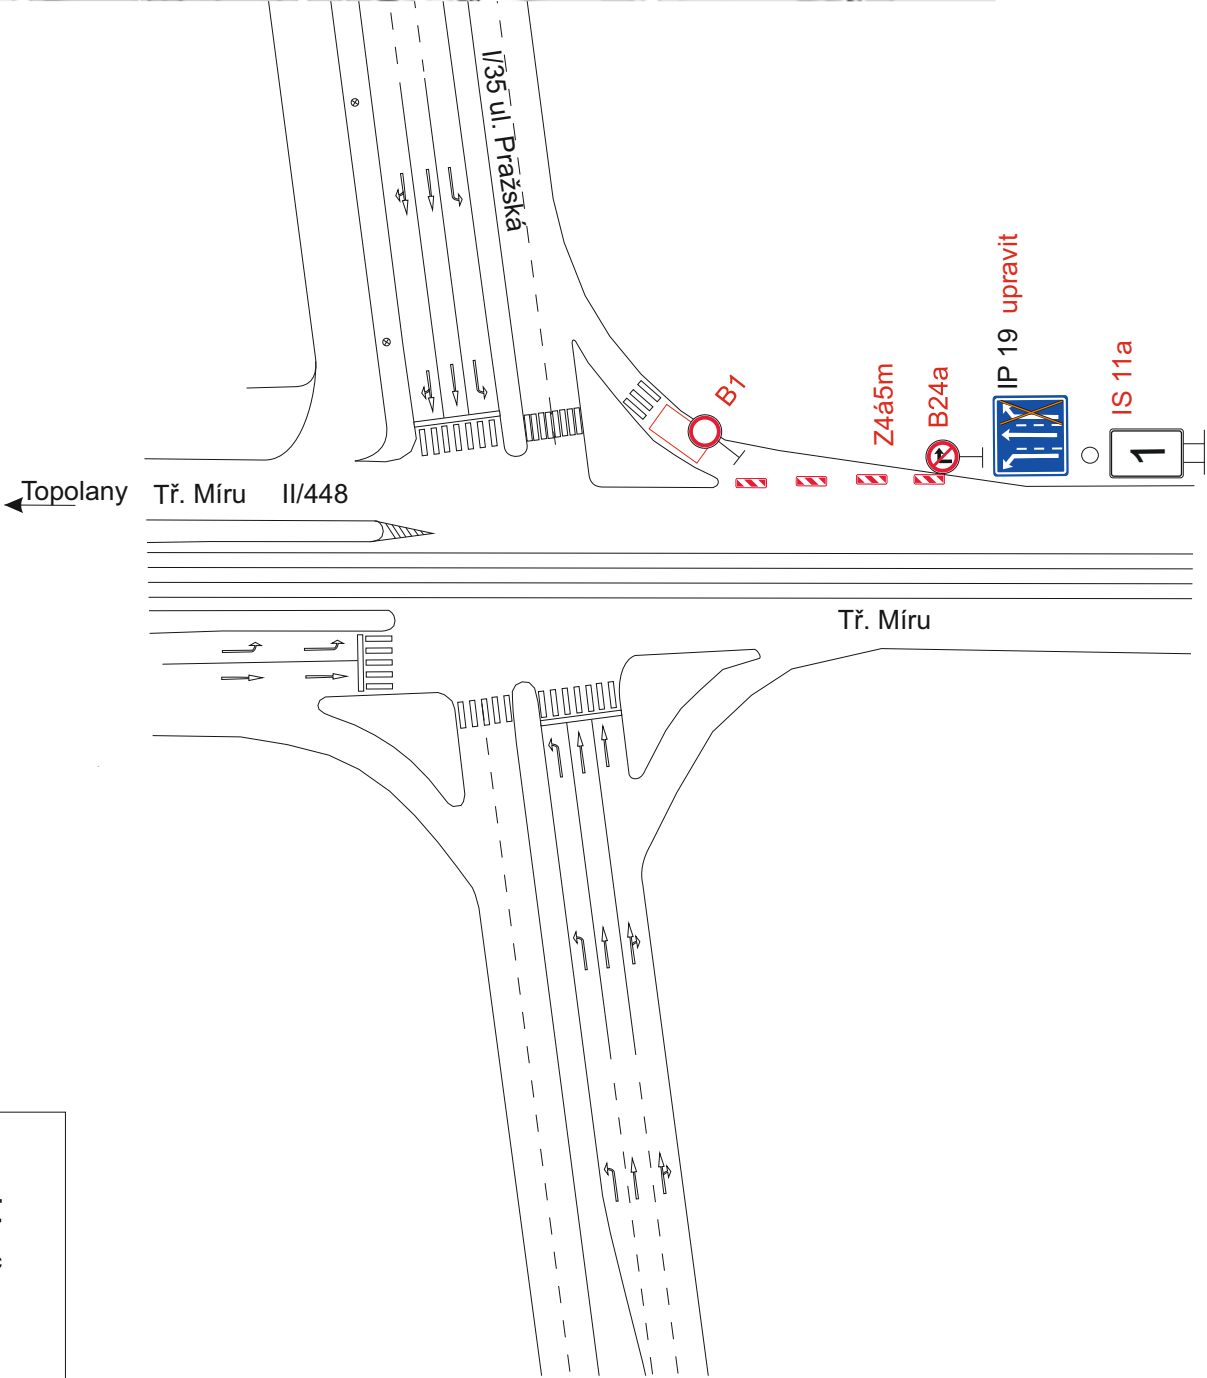 I/35 ul. Pražská
IP 19 upravit
IS 11a
B1
Z4á5m
B24a
1
Topolany
Tř. Míru
II/448
Tř. Míru